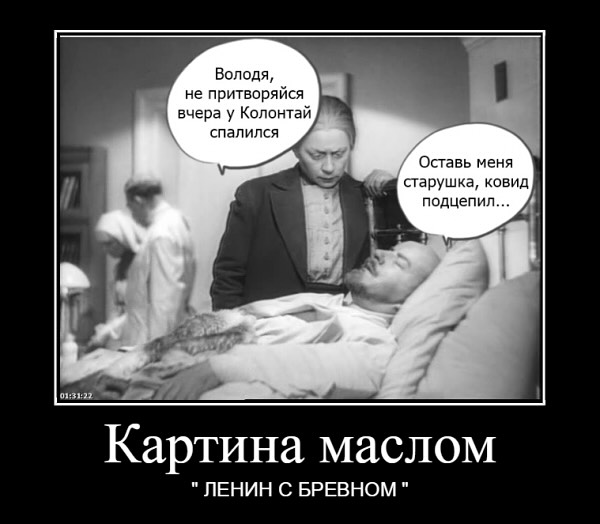 Володя,
не притворяйся
вчера у Колонтай
спалился
Оставь меня
старушка, ковид
подцепил...
01:31:22
Картина маслом
" ЛЕНИН С БРЕВНОМ "